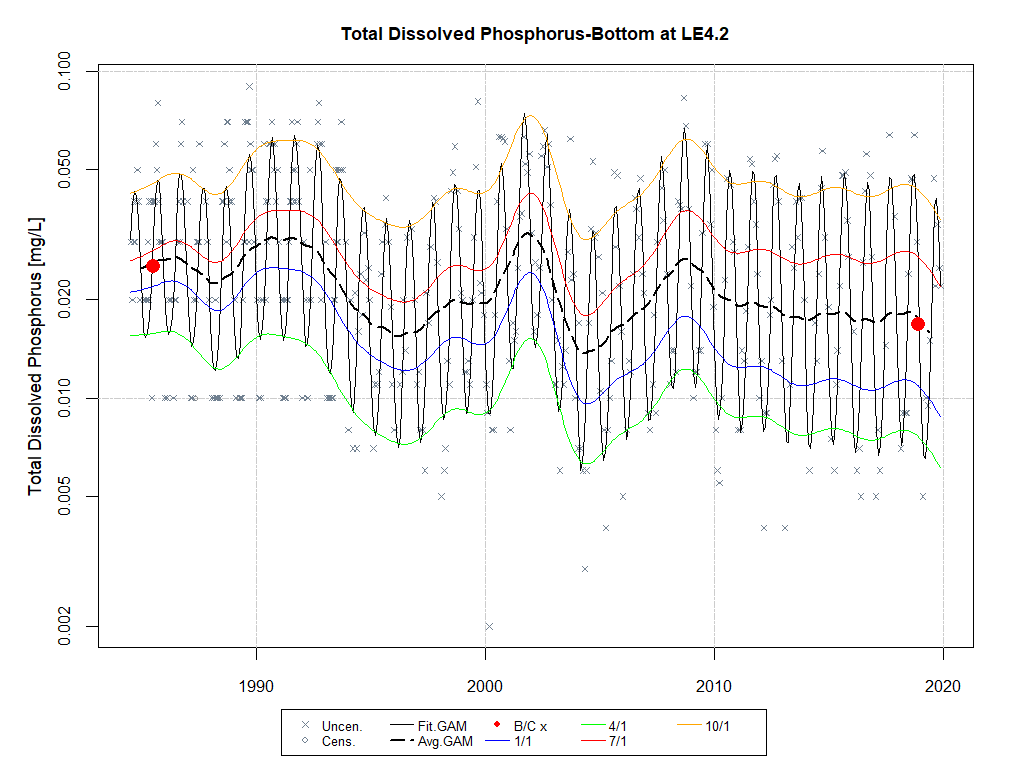 Total Dissolved Phosphorus-Bottom at LE4.2
Total Dissolved Phosphorus [mg/L]
0.100
0.050
0.020
0.010
0.005
0.002
1990
2000
2010
2020
Uncen. Fit.GAM B/C x 4/1 10/1
Cens. Avg.GAM 1/1 7/1